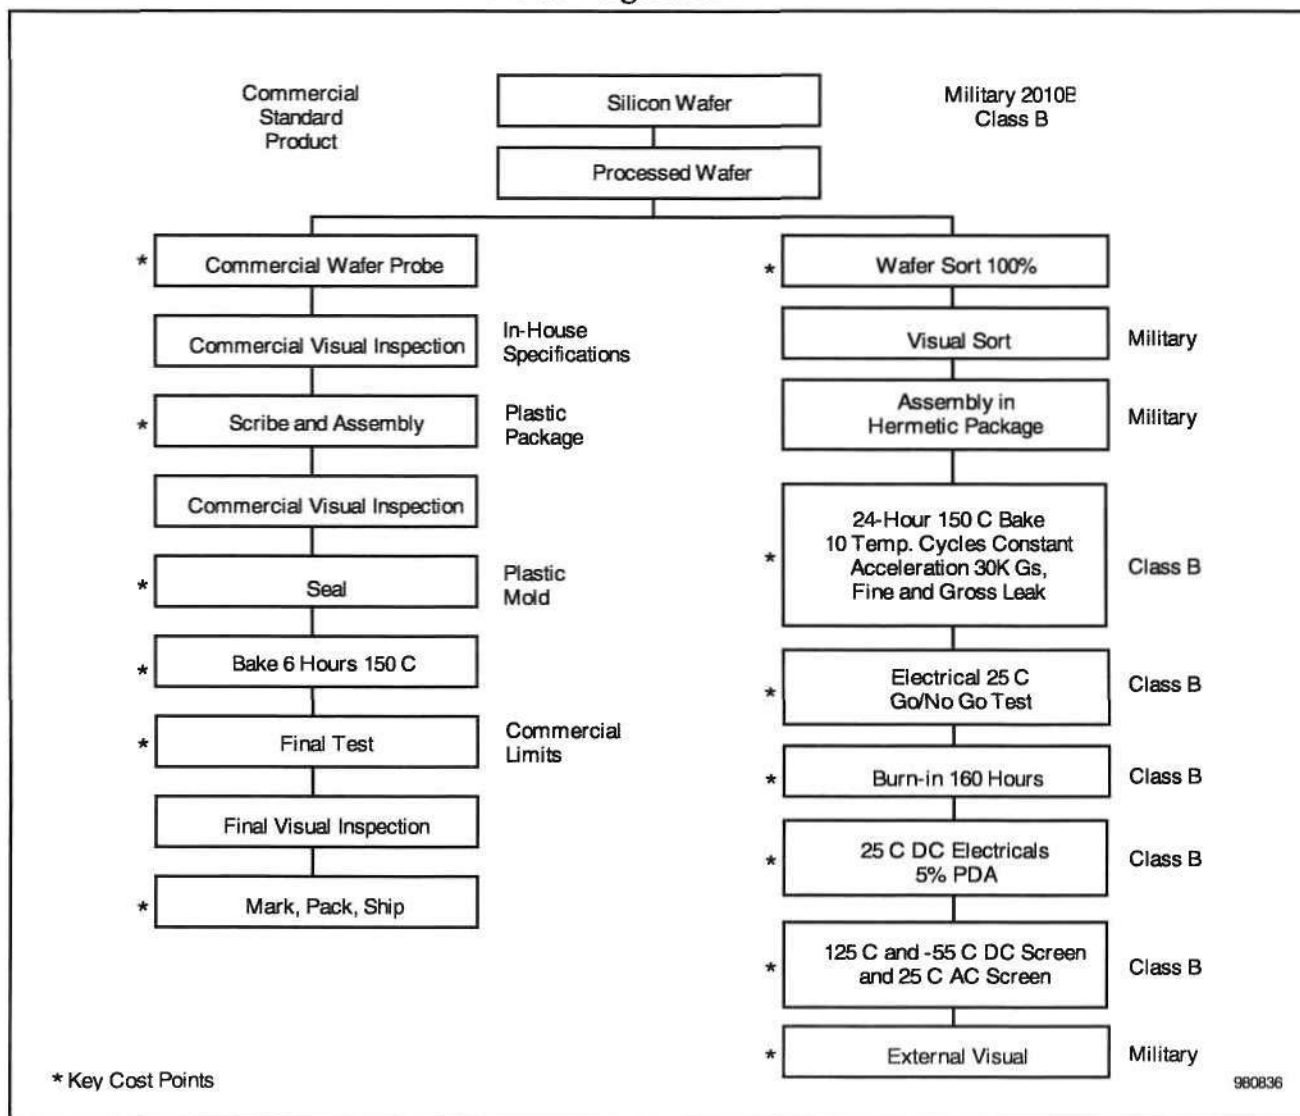 Commercial
Standard
Product
Silicon Wafer
Military 2010B
Class B
Processed Wafer
* Commercial Wafer Probe
Commercial Visual Inspection
In-House
Specifications
* Scribe and Assembly
Plastic
Package
Commercial Visual Inspection
* Seal
Plastic
Mold
* Bake 6 Hours 150 C
* Final Test
Commercial
Limits
Final Visual Inspection
* Mark, Pack, Ship
* Wafer Sort 100%
Visual Sort
Military
Assembly in
Hermetic Package
Military
24-Hour 150 C Bake
10 Temp. Cycles Constant
* Acceleration 30K Gs,
Fine and Gross Leak
Class B
Electrical 25 C
* Go/No Go Test
Class B
* Burn-in 160 Hours
Class B
* 25 C DC Electricals
5% PDA
Class B
125 C and -55 C DC Screen
* and 25 C AC Screen
Class B
* External Visual
Military
* Key Cost Points
980836